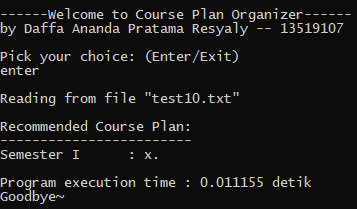 ------Welcome to Course Plan Organizer------
by Daffa Ananda Pratama Resyaly -- 13519107
Pick your choice: (Enter/Exit)
enter
Reading from file "test10.txt"
Recommended Course Plan:
------------------------
Semester I      : x.
Program execution time : 0.011155 detik
Goodbye~